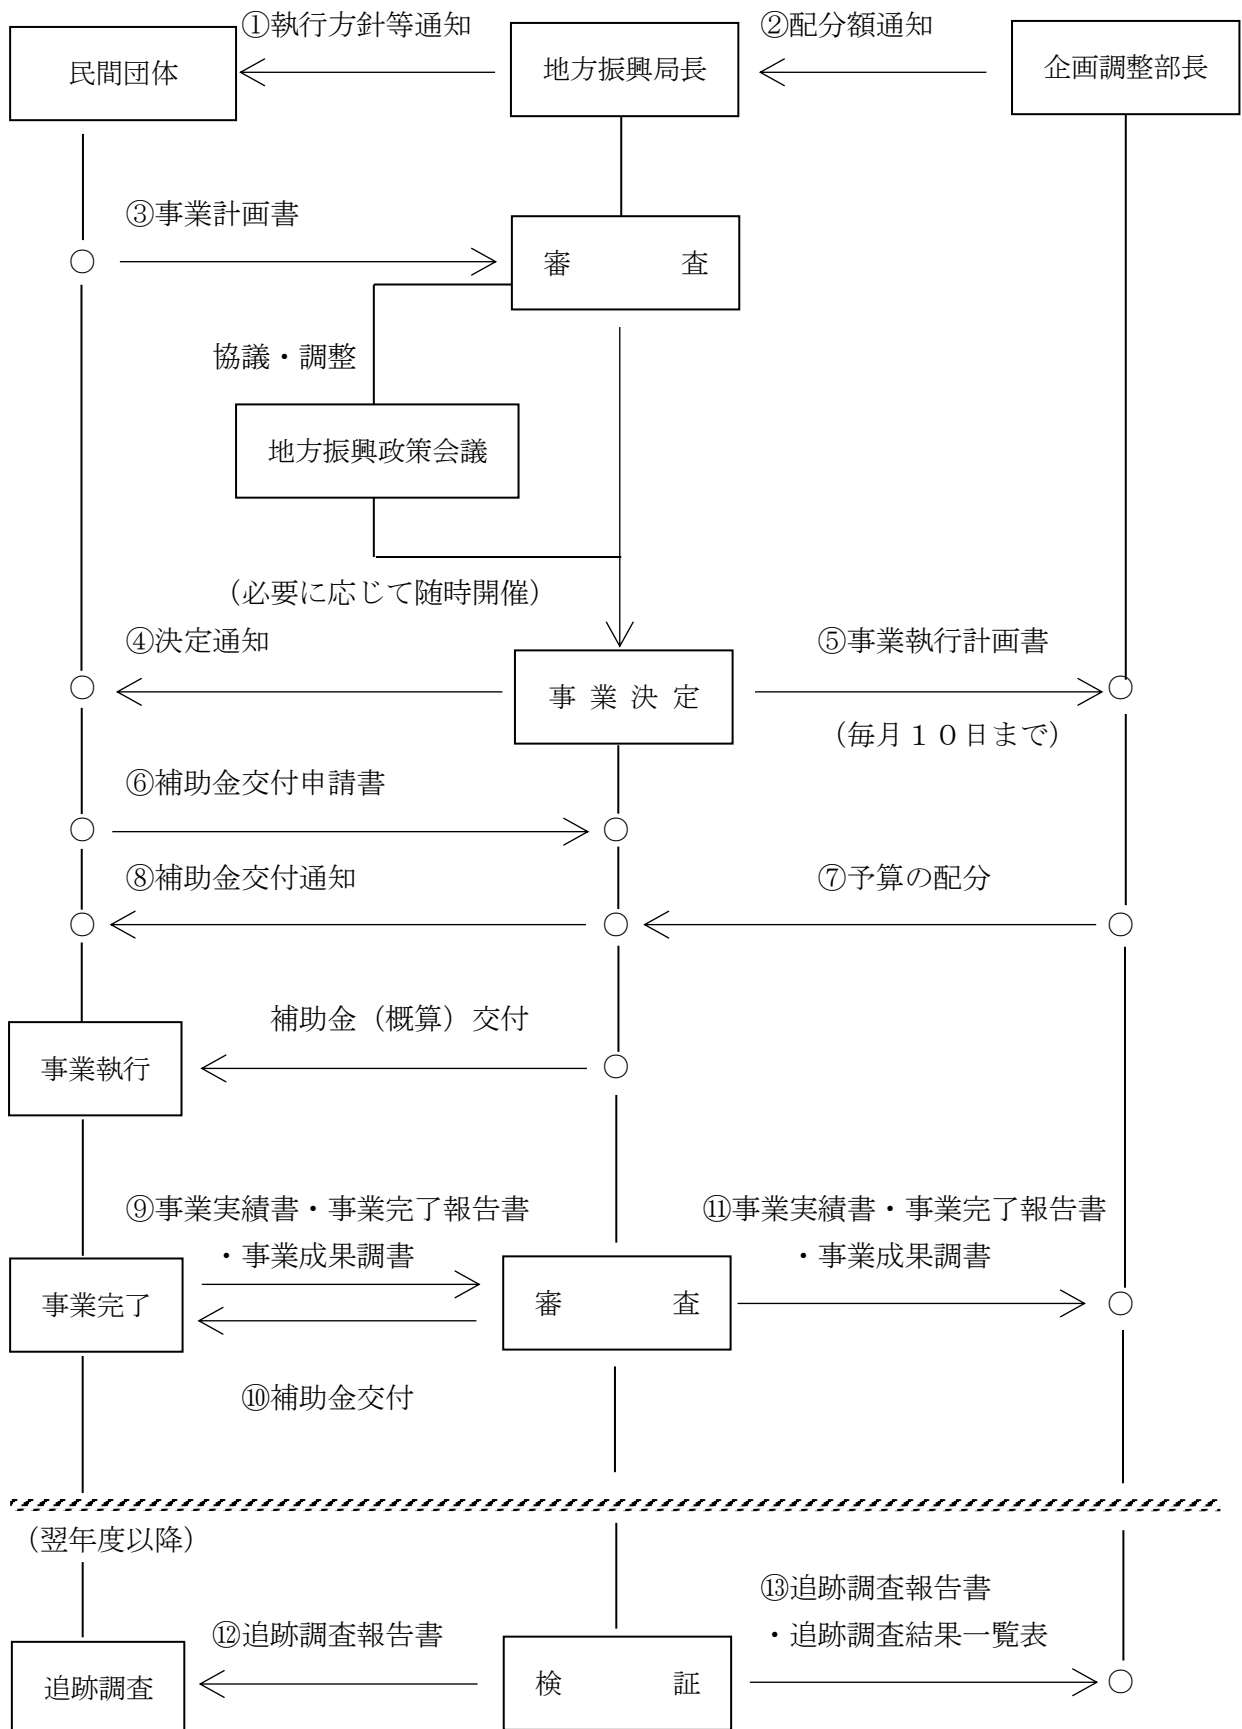 ①執行方針等通知
②配分額通知
民間団体
地方振興局長
企画調整部長
③事業計画書
審査
協議・調整
地方振興政策会議
（必要に応じて随時開催）
④決定通知
⑤事業執行計画書
事業決定
（毎月１０日まで）
⑥補助金交付申請書
⑧補助金交付通知
⑦予算の配分
補助金（概算）交付
事業執行
⑨事業実績書・事業完了報告書
・事業成果調書
⑪事業実績書・事業完了報告書
・事業成果調書
事業完了
審査
⑩補助金交付
（翌年度以降）
⑬追跡調査報告書
・追跡調査結果一覧表
⑫追跡調査報告書
追跡調査
検証